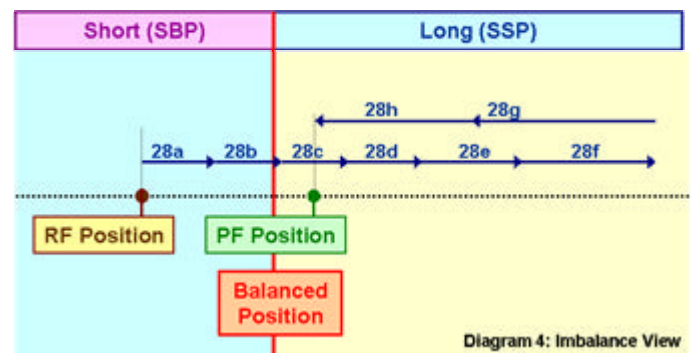 Short (SBP) Long (SSP)
28h 28g
28a 28b 28c 28d 28e 28f
RF Position PF Position
Balanced
Position
Diagram 4: Imbalance View